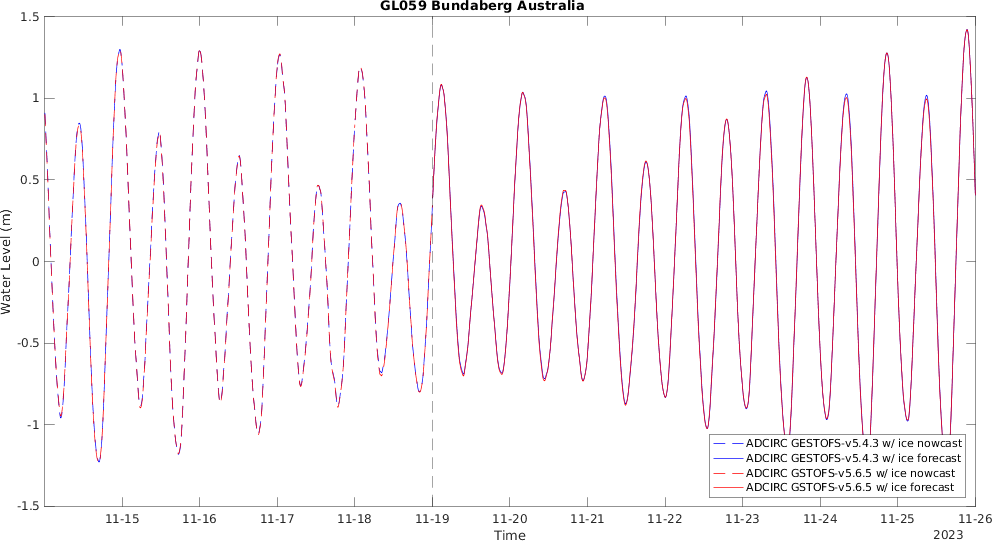 GL059 Bundaberg Australia
1.5
1
0.5
0
-0.5
-1
-1.5
Water Level (m)
ADCIRC GESTOFS-v5.4.3 w/ ice nowcast
ADCIRC GESTOFS-v5.4.3 w/ ice forecast
ADCIRC GSTOFS-v5.6.5 w/ ice nowcast
ADCIRC GSTOFS-v5.6.5 w/ ice forecast
11-15 11-16 11-17 11-18 11-19 11-20 11-21 11-22 11-23 11-24 11-25 11-26
Time
2023